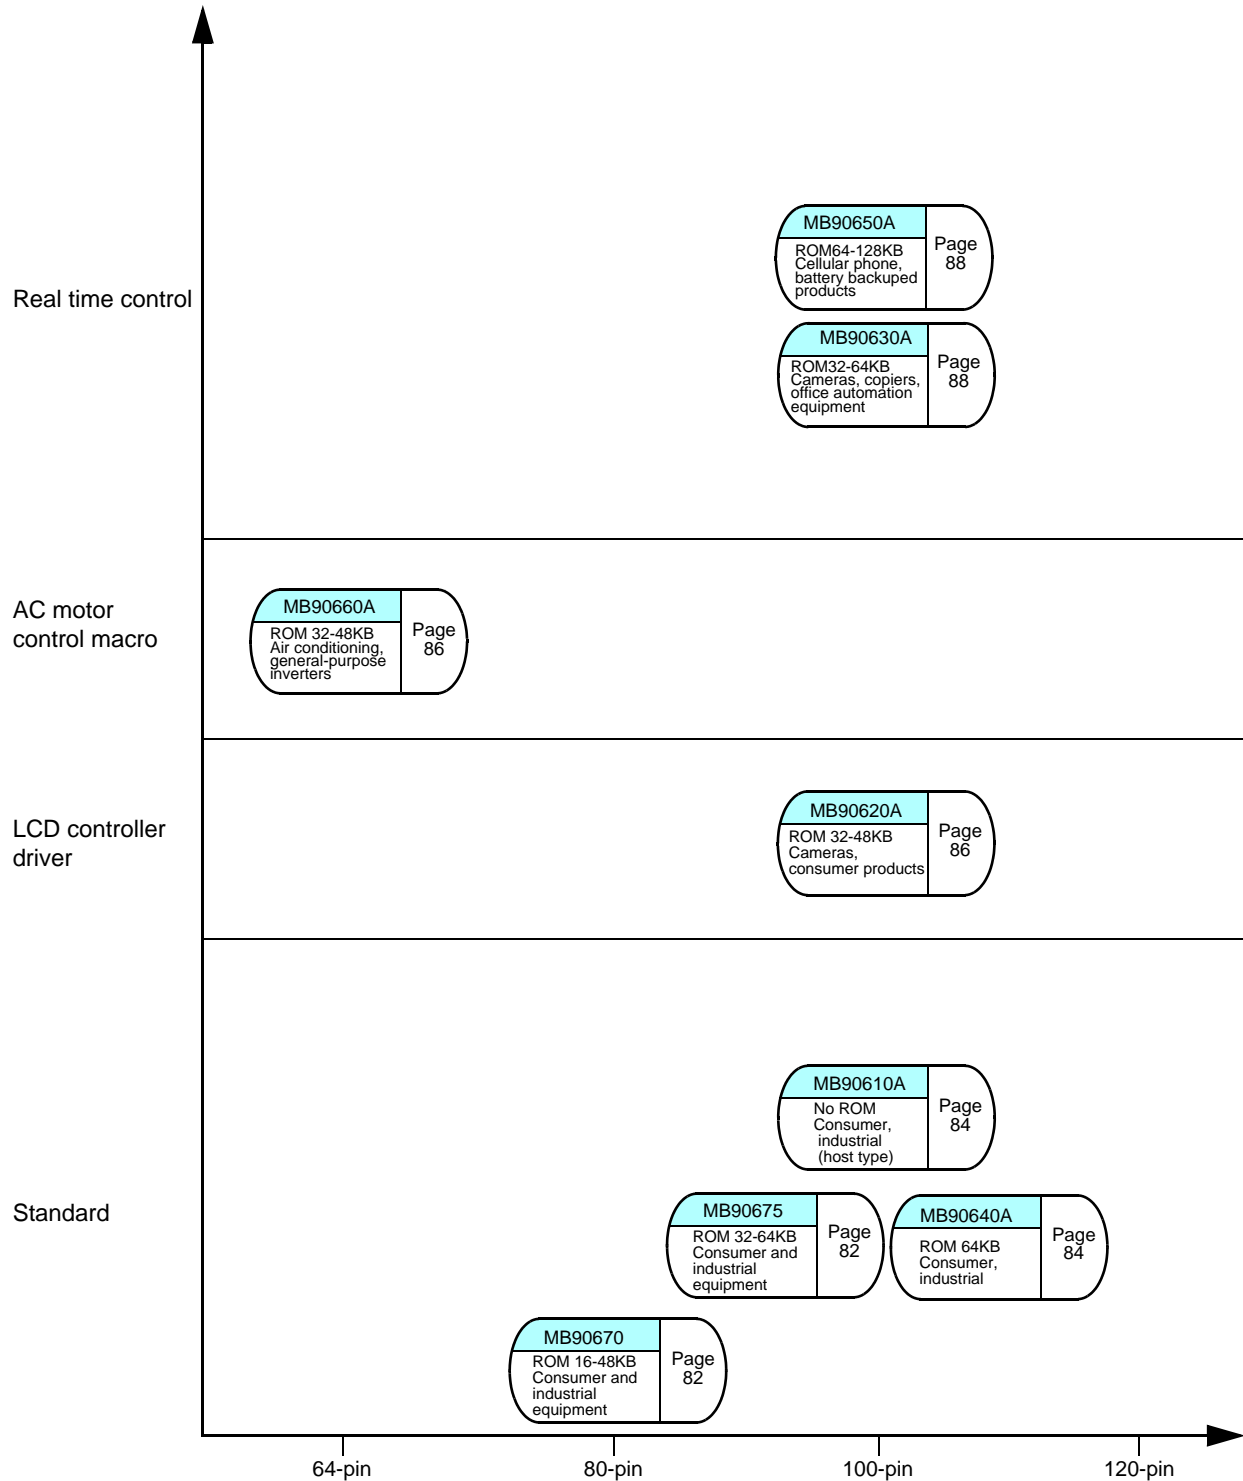 MB90650A
ROM64-128KB
Cellular phone,
battery backuped
products
Page
88
Real time control
MB90630A
ROM32-64KB
Cameras, copiers,
office automation
equipment
Page
88
AC motor
control macro
MB90660A
ROM 32-48KB
Air conditioning,
general-purpose
inverters
Page
86
LCD controller
driver
MB90620A
ROM 32-48KB
Cameras,
consumer products
Page
86
MB90610A
No ROM
Consumer,
industrial
(host type)
Page
84
Standard
MB90675
ROM 32-64KB
Consumer and
industrial
equipment
Page
82
MB90640A
ROM 64KB
Consumer,
industrial
Page
84
MB90670
ROM 16-48KB
Consumer and
industrial
equipment
Page
82
64-pin
80-pin
100-pin
120-pin